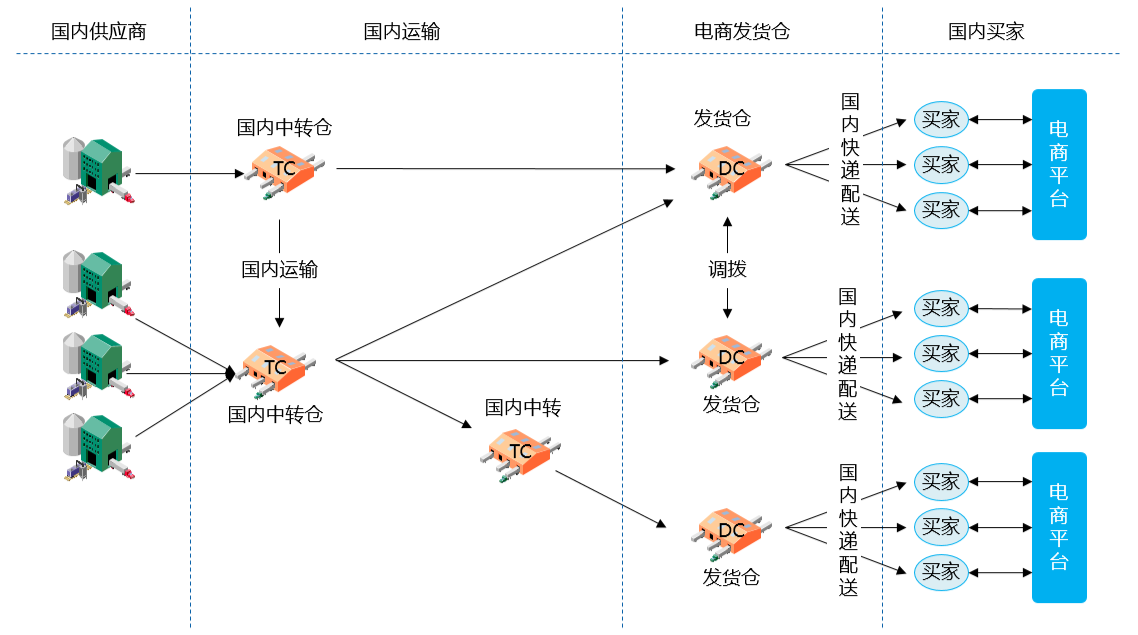 国内供应商
国内运输
电商发货仓
国内买家
国内中转仓
TC
国内运输
TC
国内中转仓
国内中转
TC
发货仓
DC
调拨
DC
发货仓
DC
发货仓
国内快递配送
买家
买家
买家
电商平台
国内快递配送
买家
买家
买家
电商平台
国内快递配送
买家
买家
买家
电商平台